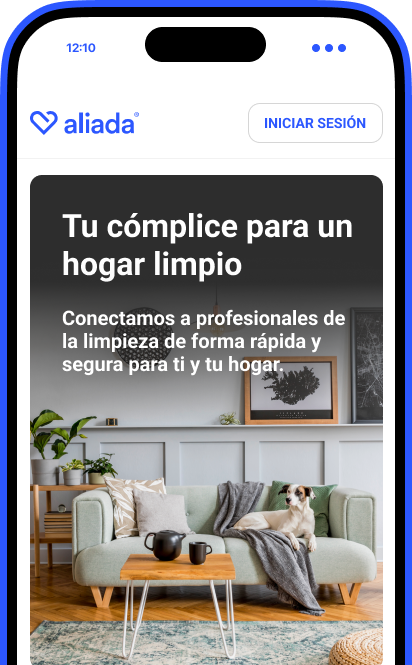 12:10
aliada®
INICIAR SESIÓN
Tu cómplice para un
hogar limpio
Conectamos a profesionales de
la limpieza de forma rápida y
segura para ti y tu hogar.